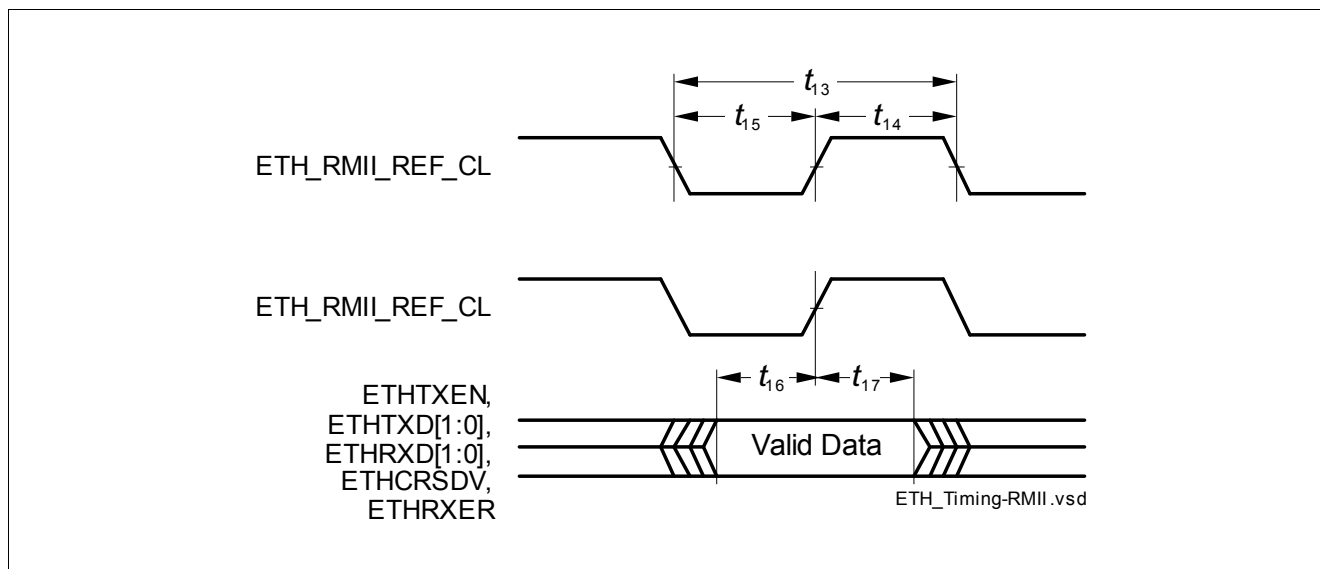 t13
t15 t14
ETH_RMII_REF_CL
ETH_RMII_REF_CL
t16 t17
ETHTXEN,
ETHTXD[1:0],
ETHRXD[1:0],
ETHCRSDV,
ETHRXER
Valid Data
ETH_Timing-RMII.vsd